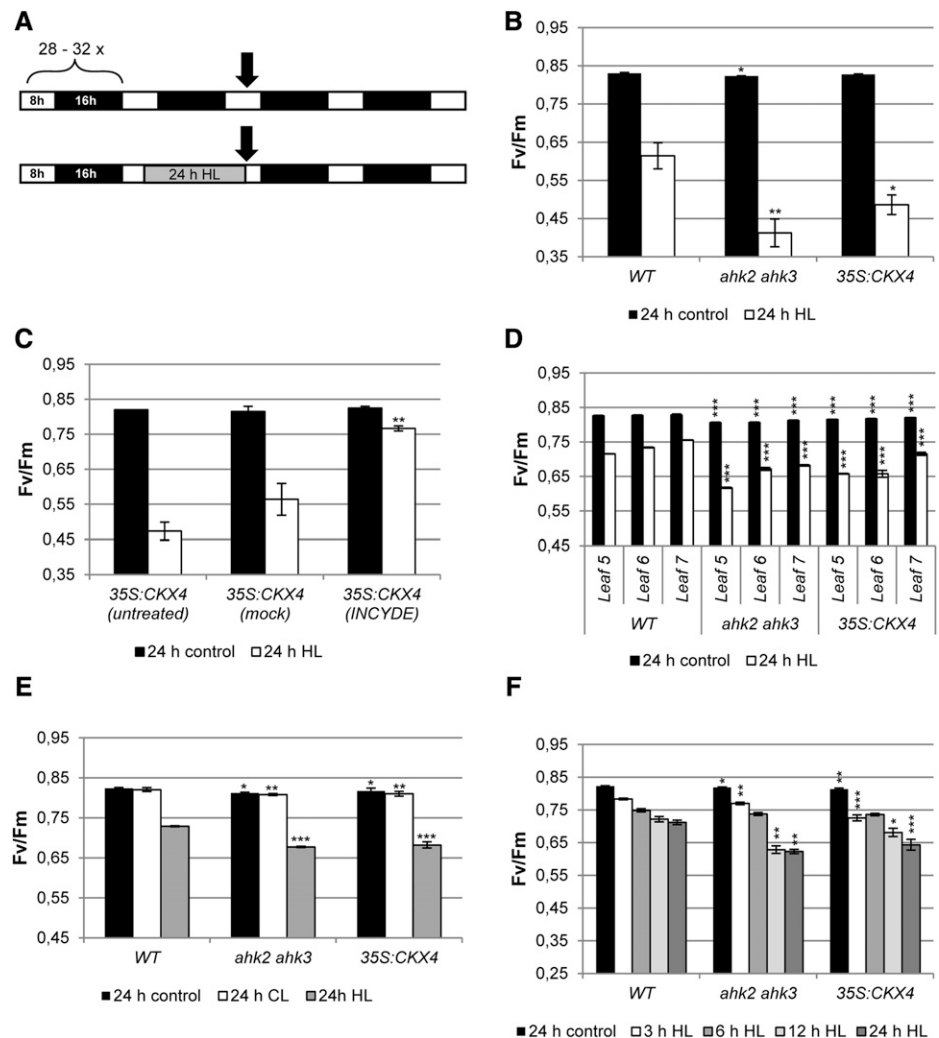 A
28 - 32 x
8h 16h
8h 16h 24 h HL
B
Fv/Fm
0,95
0,85
0,75
0,65
0,55
0,45
0,35
*
**
*
WT ahk2 ahk3 35S:CKX4
24 h control 24 h HL
C
Fv/Fm
0,95
0,85
0,75
0,65
0,55
0,45
0,35
**
35S:CKX4 (untreated)
35S:CKX4 (mock)
35S:CKX4 (INCYDE)
24 h control 24 h HL
D
Fv/Fm
0,95
0,85
0,75
0,65
0,55
0,45
*** *** *** *** *** ***
*** *** *** *** *** ***
Leaf 5 Leaf 6 Leaf 7 Leaf 5 Leaf 6 Leaf 7 Leaf 5 Leaf 6 Leaf 7
WT ahk2 ahk3 35S:CKX4
24 h control 24 h HL
E
Fv/Fm
0,95
0,85
0,75
0,65
0,55
0,45
* ** *** * ** ***
WT ahk2 ahk3 35S:CKX4
24 h control 24 h CL 24h HL
F
Fv/Fm
0,95
0,85
0,75
0,65
0,55
0,45
0,35
0,25
* ** ** ** ** *** * ***
WT ahk2 ahk3 35S:CKX4
24 h control 3 h HL 6 h HL 12 h HL 24 h HL